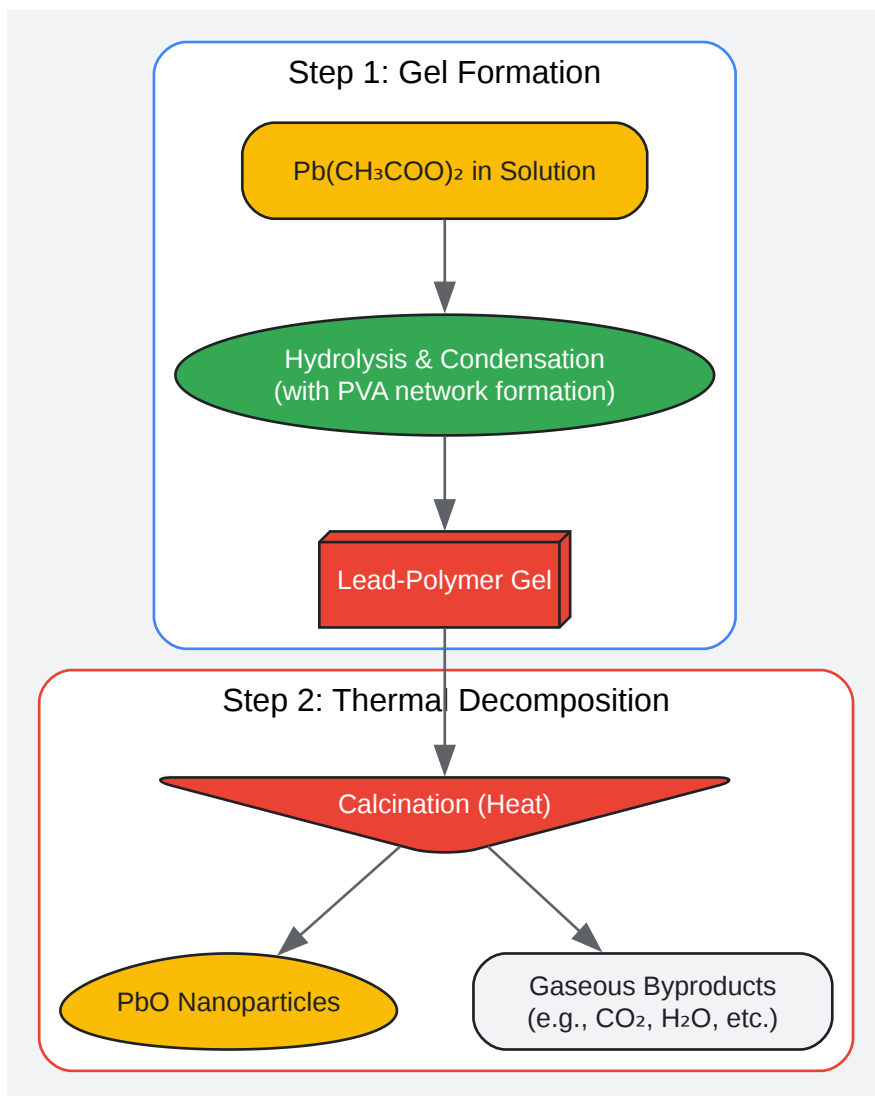 Step 1: Gel Formation
Pb(CH₃COO)₂ in Solution
Hydrolysis & Condensation
(with PVA network formation)
Lead-Polymer Gel
Step 2: Thermal Decomposition
Calcination (Heat)
PbO Nanoparticles
Gaseous Byproducts
(e.g., CO₂, H₂O, etc.)